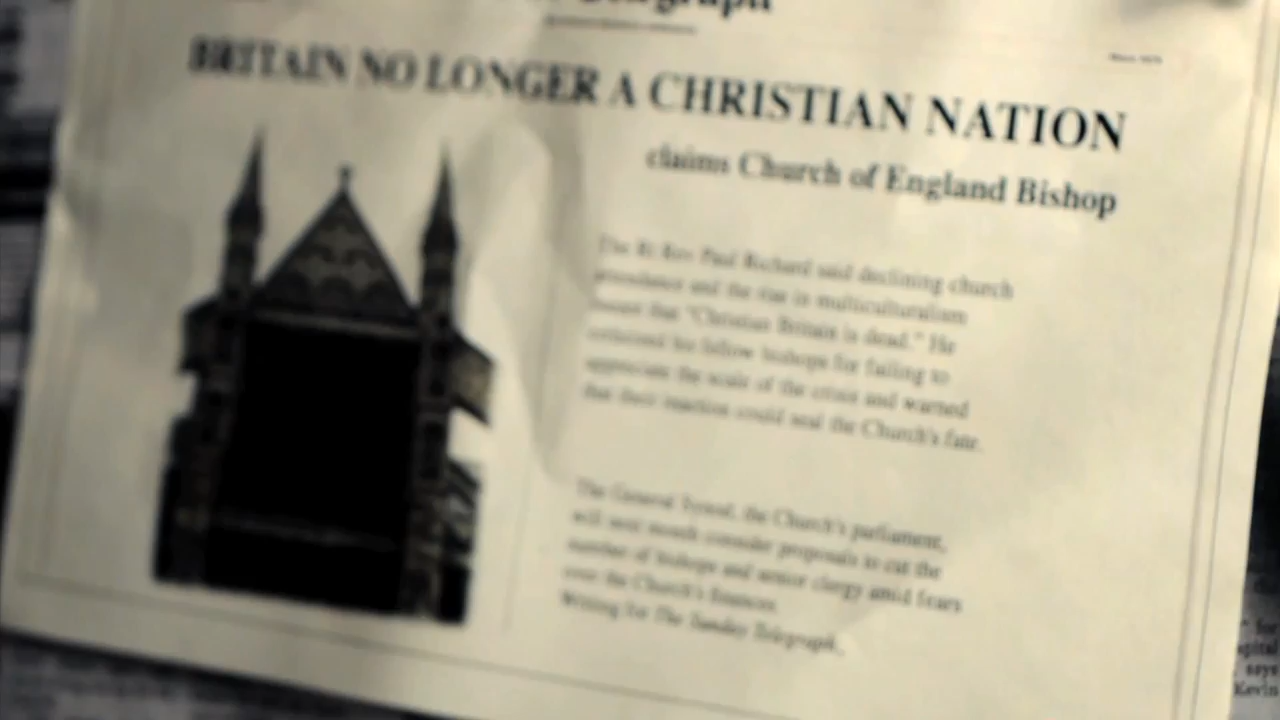 BRITAIN NO LONGER A CHRISTIAN NATION
claims Church of England Bishop
The Rt Rev Paul Richard said declining church
attendance and the rise in multiculturalism
meant that "Christian Britain is dead." He
criticised his fellow bishops for failing to
appreciate the scale of the crisis and warned
that their inaction could seal the Church's fate.
The General Synod, the Church's parliament,
will next month consider proposals to cut the
number of bishops and senior clergy amid fears
over the Church's finances.
Writing for The Sunday Telegraph,
says
Kevin